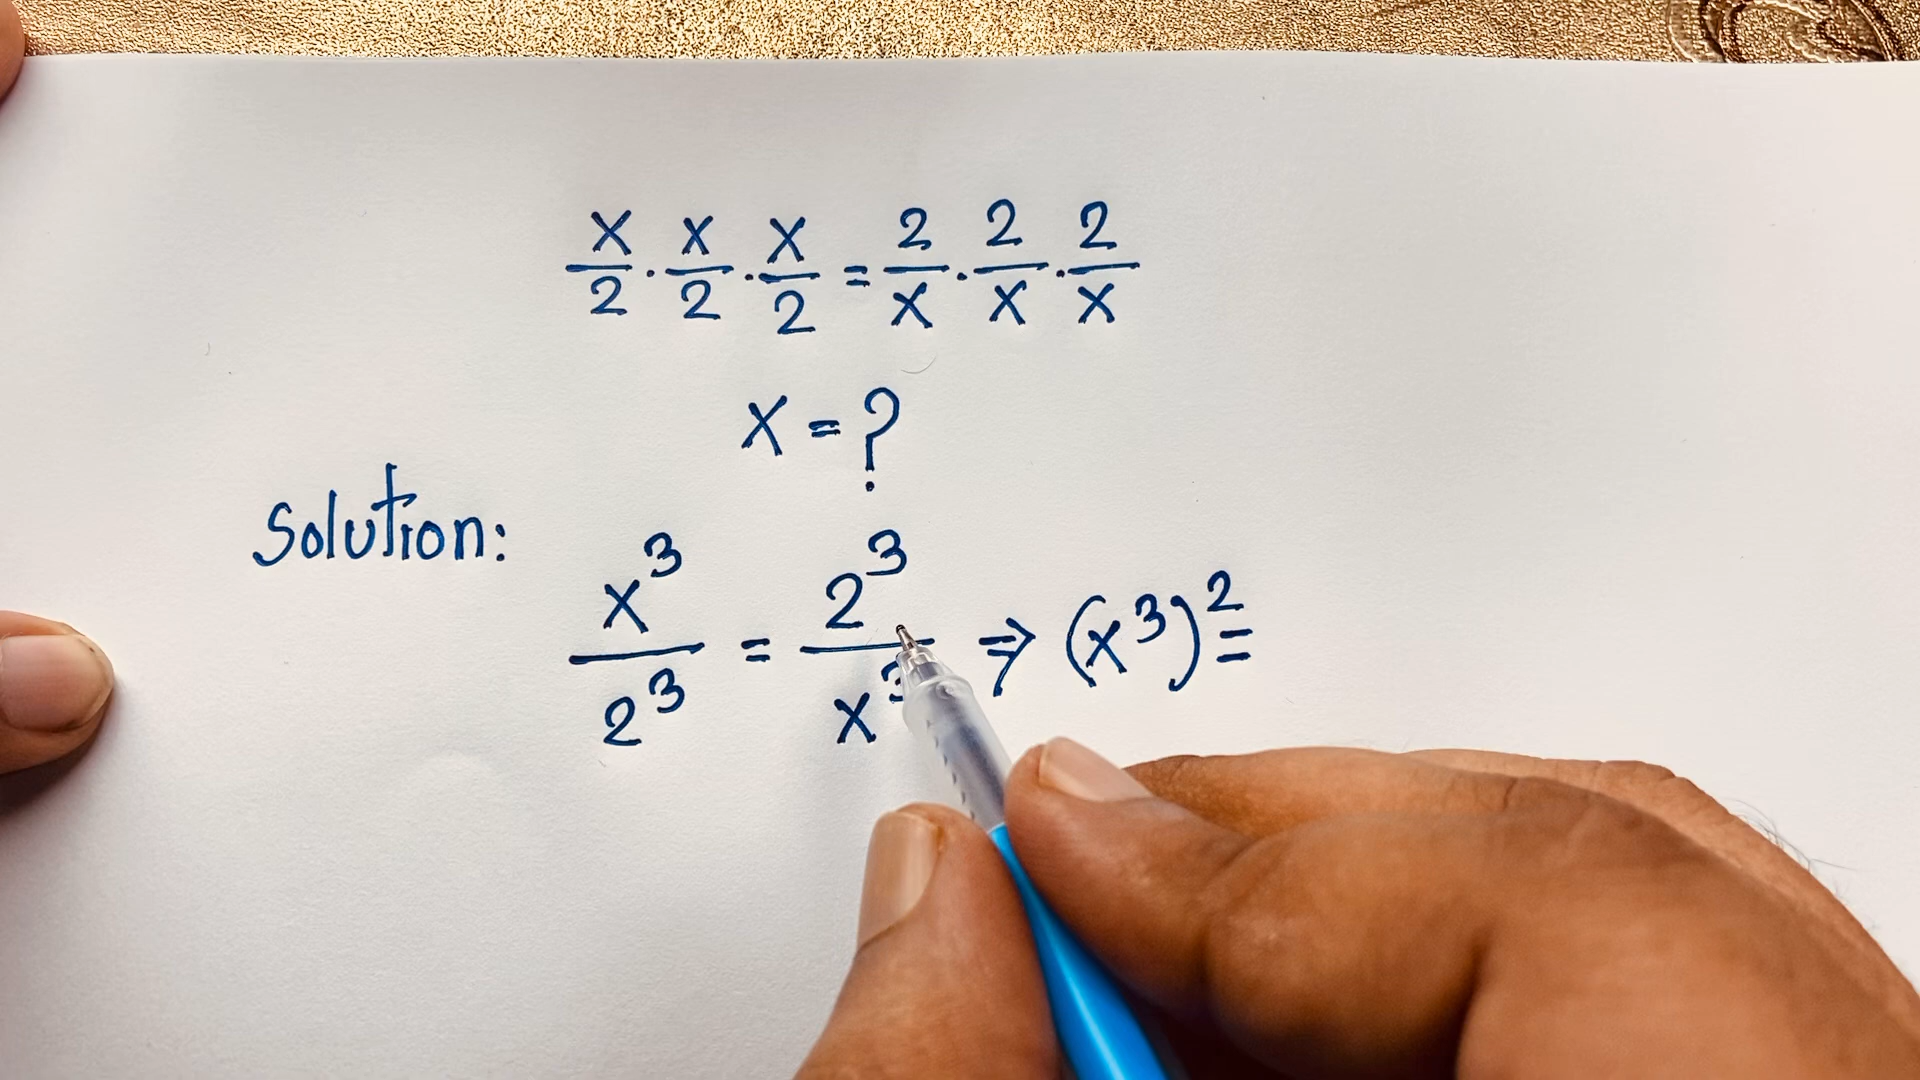 x/2 · x/2 · x/2 = 2/x · 2/x · 2/x
x = ?
Solution:
x³/2³ = 2³/x³ ⇒ (x³)² =